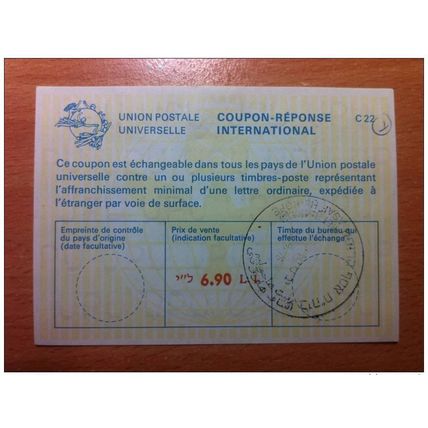 UNION POSTALE
UNIVERSELLE
COUPON-RÉPONSE
INTERNATIONAL
C 22
Ce coupon est échangeable dans tous les pays de l'Union postale
universelle contre un ou plusieurs timbres-poste représentant
l'affranchissement minimal d'une lettre ordinaire, expédiée à
l'étranger par voie de surface.
Empreinte de contrôle
du pays d'origine
(date facultative)
Prix de vente
(indication facultative)
Timbre du bureau qui
effectue l'échange
6.90